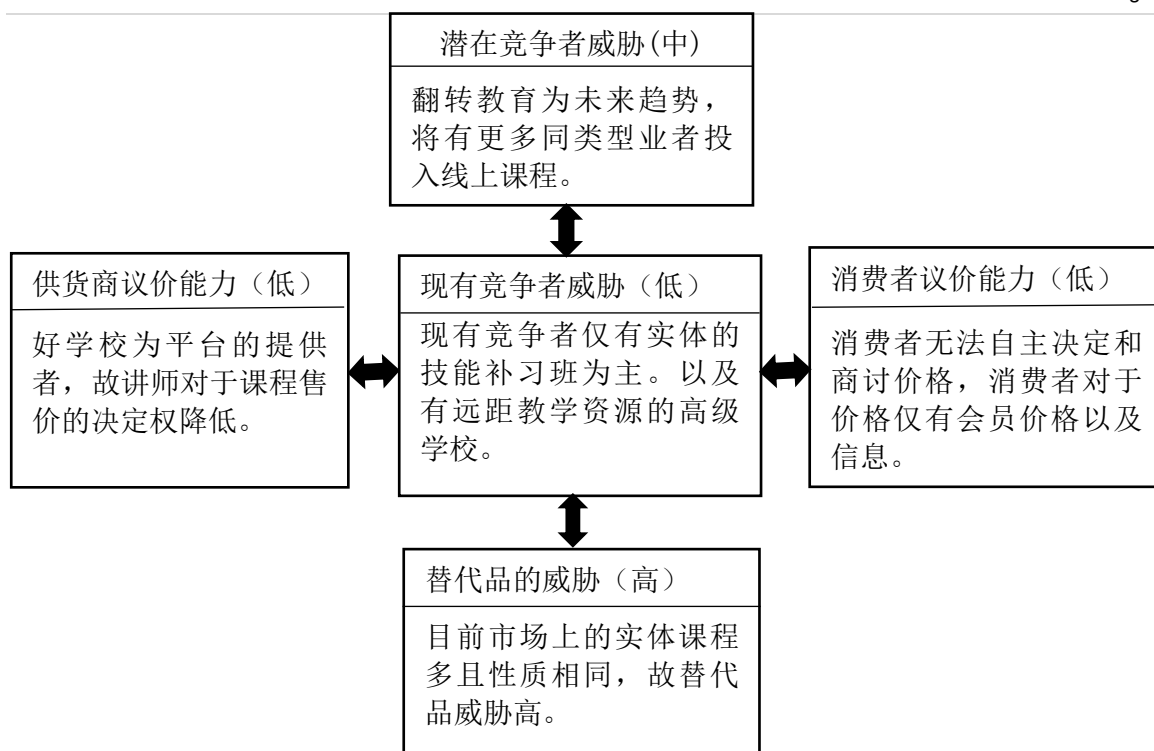 潜在竞争者威胁(中)
翻转教育为未来趋势，
将有更多同类型业者投
入线上课程。
供货商议价能力（低）
好学校为平台的提供
者，故讲师对于课程售
价的决定权降低。
现有竞争者威胁（低）
现有竞争者仅有实体的
技能补习班为主。以及
有远距教学资源的高级
学校。
消费者议价能力（低）
消费者无法自主决定和
商讨价格，消费者对于
价格仅有会员价格以及
信息。
替代品的威胁（高）
目前市场上的实体课程
多且性质相同，故替代
品威胁高。